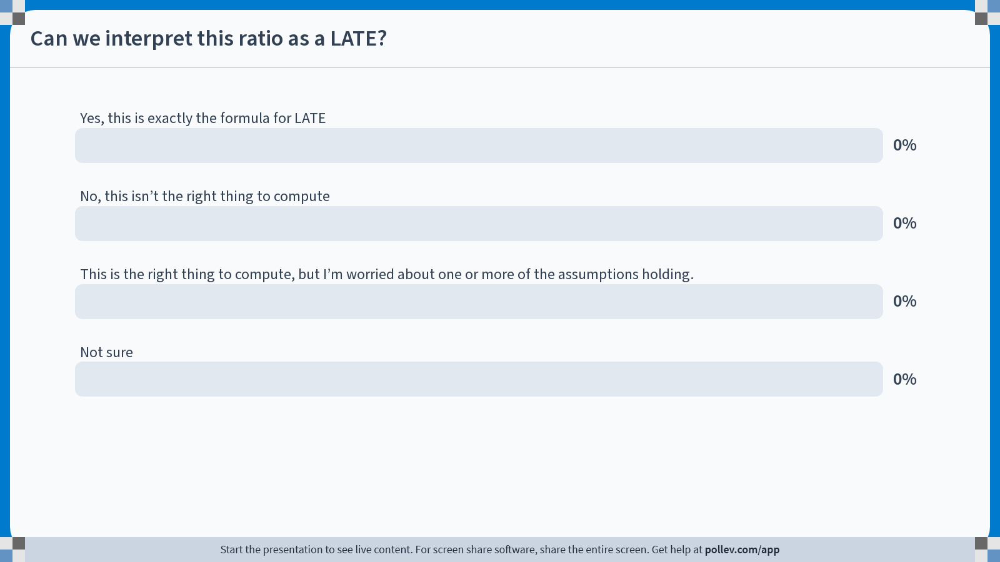 Can we interpret this ratio as a LATE?
Yes, this is exactly the formula for LATE
0%
No, this isn’t the right thing to compute
0%
This is the right thing to compute, but I’m worried about one or more of the assumptions holding.
0%
Not sure
0%
Start the presentation to see live content. For screen share software, share the entire screen. Get help at pollev.com/app